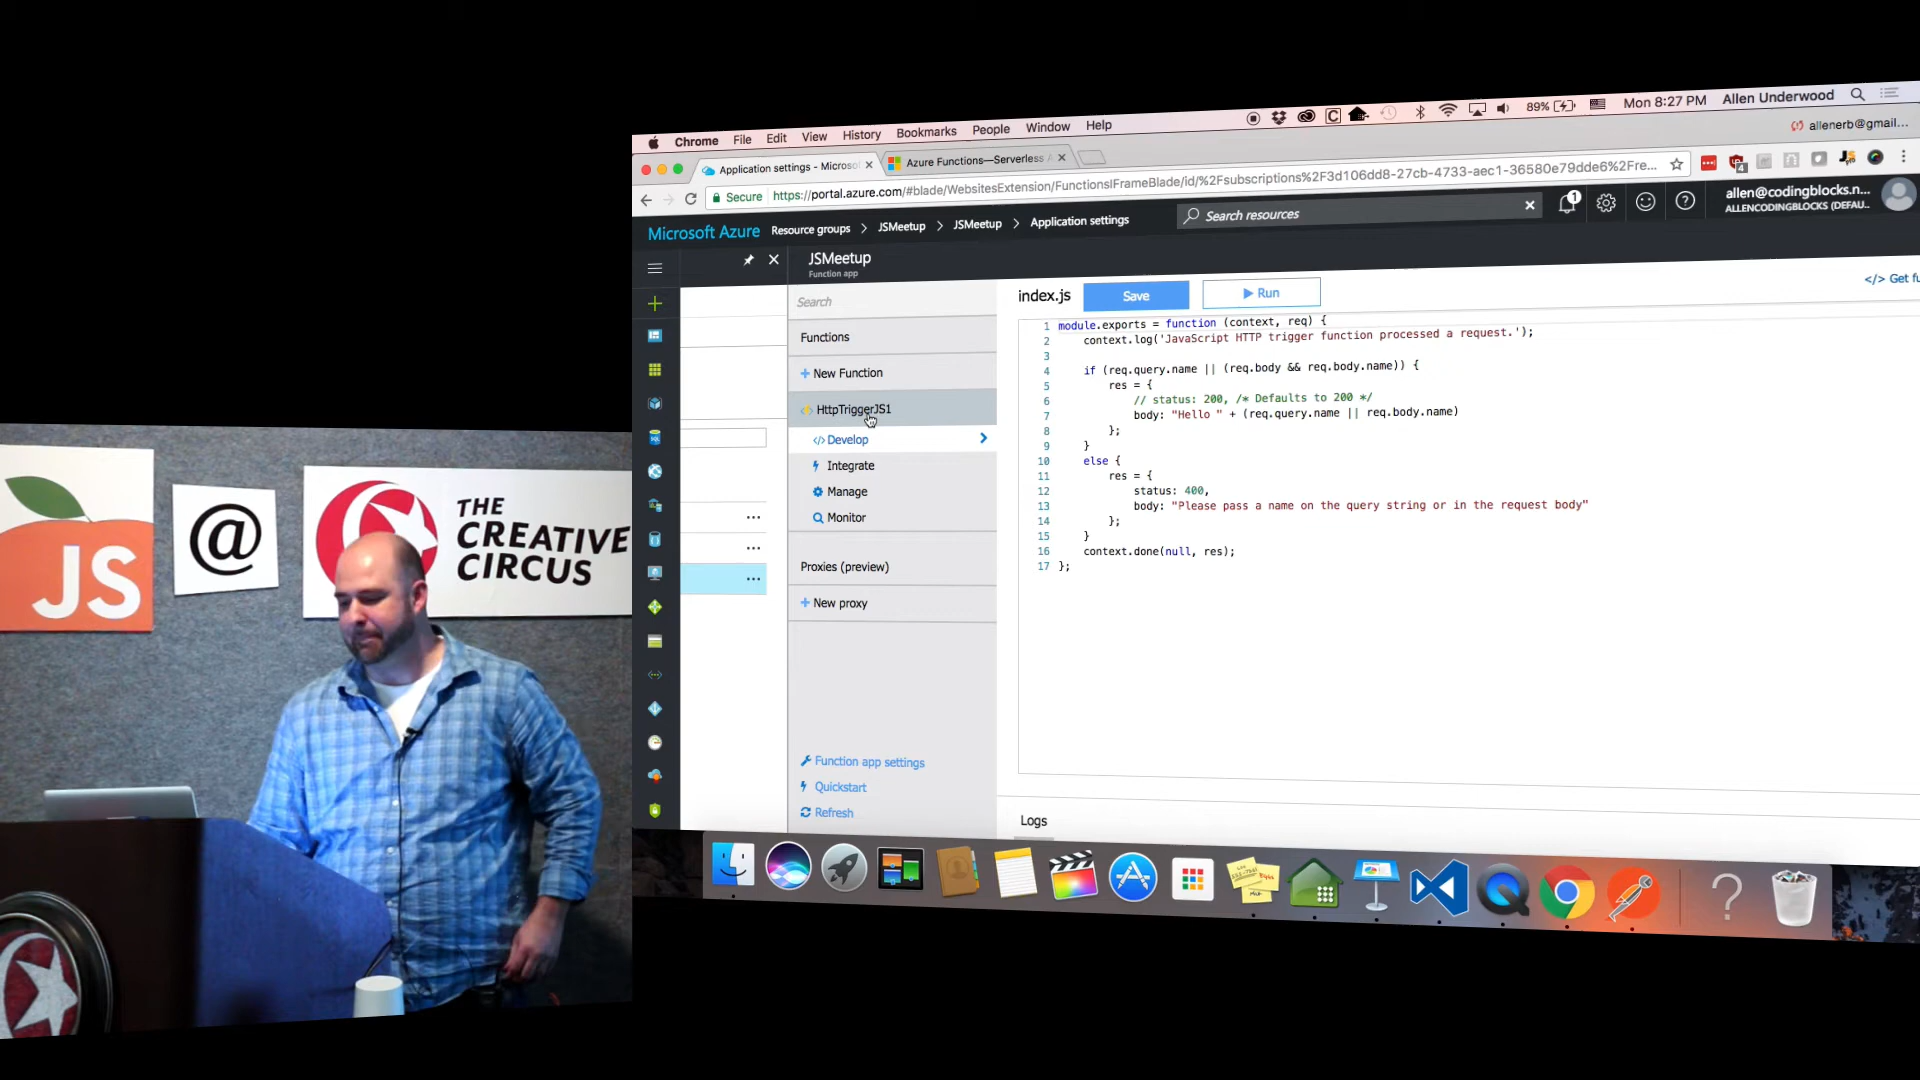 JS
@
THE
CREATIVE
CIRCUS
Chrome File Edit View History Bookmarks People Window Help
89% Mon 8:27 PM Allen Underwood
Application settings - Microso
Azure Functions—Serverless A
allenerb@gmail...
Secure https://portal.azure.com/#blade/WebsitesExtension/FunctionsIFrameBlade/id/%2Fsubscriptions%2F3d106dd8-27cb-4733-aec1-36580e79dde6%2Fre...
4
Microsoft Azure Resource groups > JSMeetup > JSMeetup > Application settings
Search resources
1
allen@codingblocks.n...
ALLENCODINGBLOCKS (DEFAU...
JSMeetup
Function app
Search
Functions
+ New Function
HttpTriggerJS1
</> Develop
Integrate
Manage
Monitor
Proxies (preview)
+ New proxy
Function app settings
Quickstart
Refresh
index.js
Save
Run
</> Get fu
1 module.exports = function (context, req) {
2 context.log('JavaScript HTTP trigger function processed a request.');
3
4 if (req.query.name || (req.body && req.body.name)) {
5 res = {
6 // status: 200, /* Defaults to 200 */
7 body: "Hello " + (req.query.name || req.body.name)
8 };
9 }
10 else {
11 res = {
12 status: 400,
13 body: "Please pass a name on the query string or in the request body"
14 };
15 }
16 context.done(null, res);
17 };
Logs